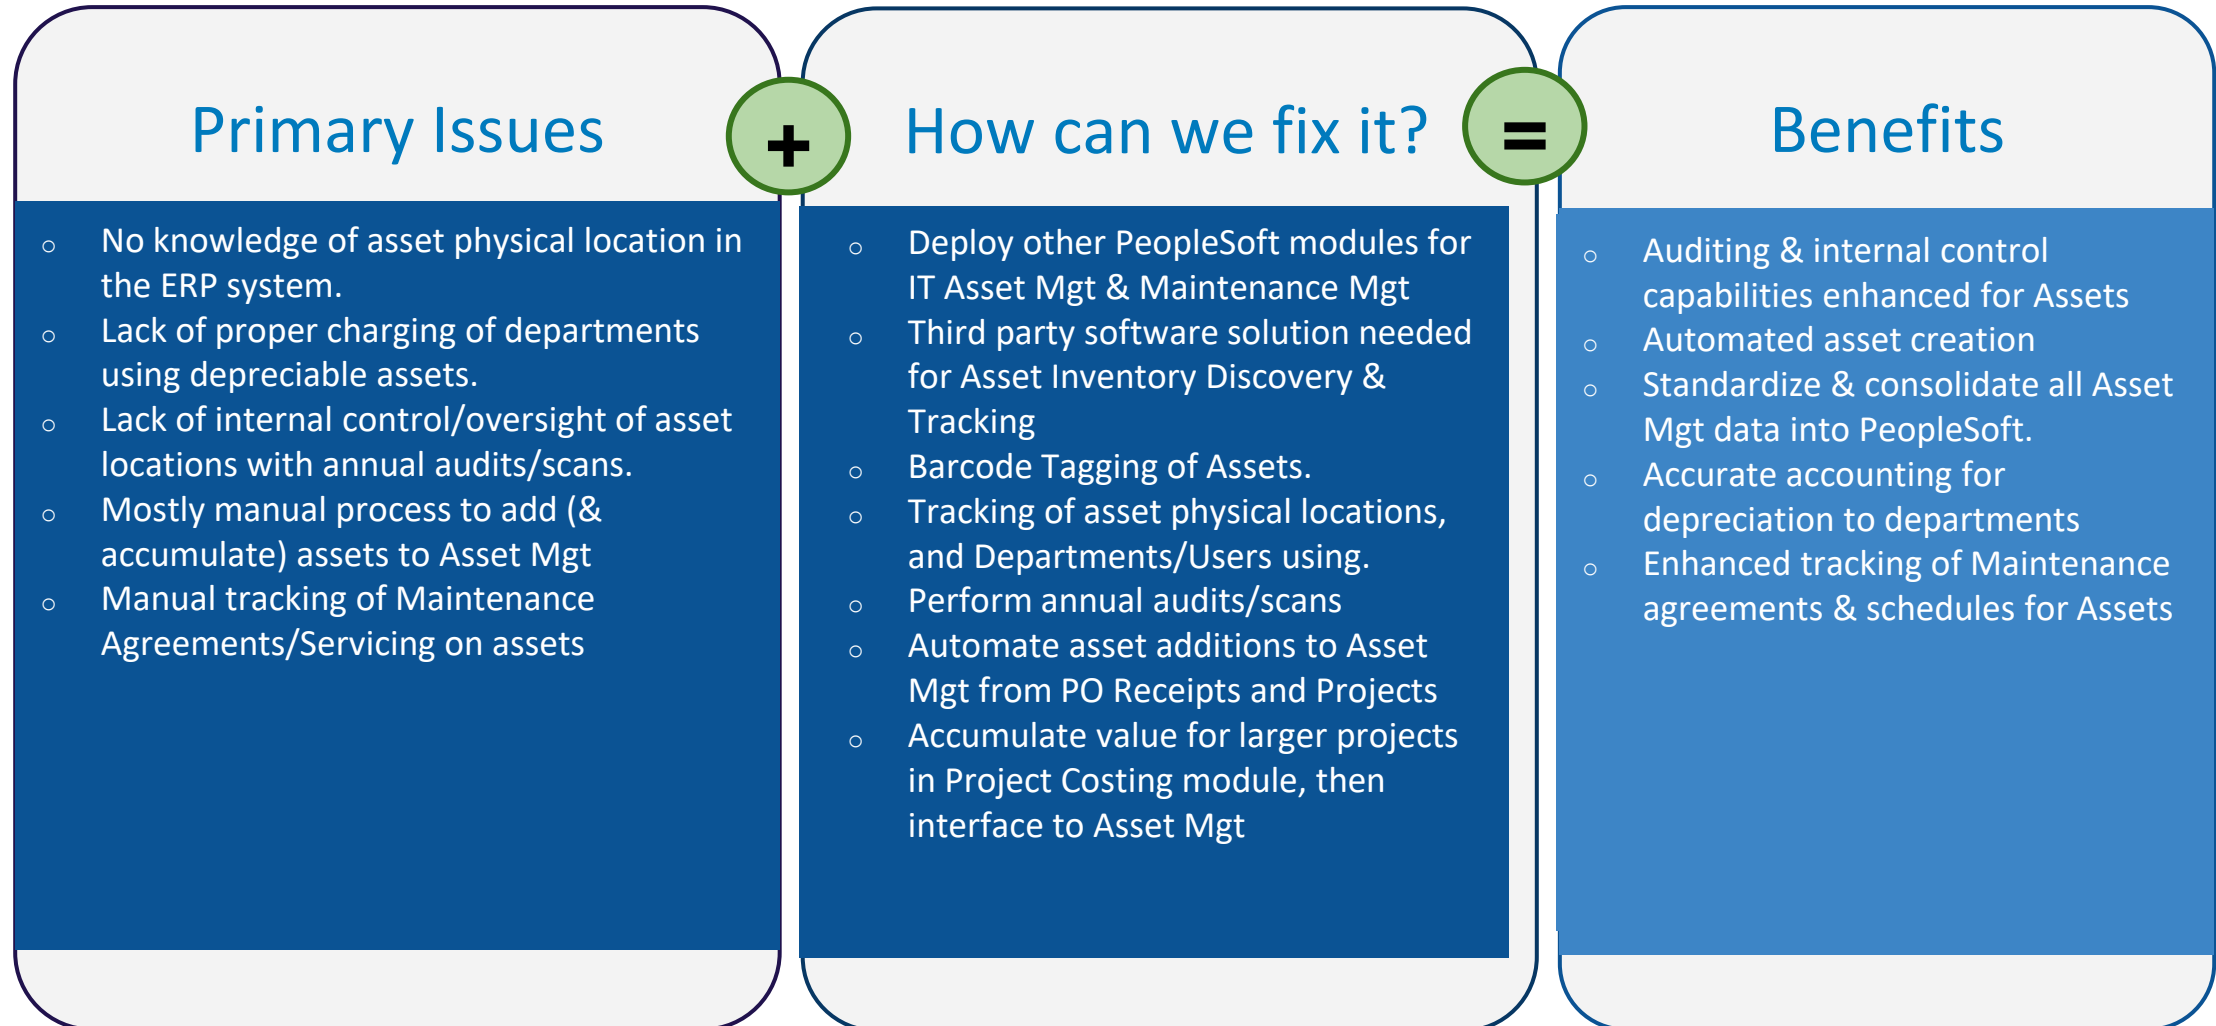 Primary Issues
○ No knowledge of asset physical location in
the ERP system.
○ Lack of proper charging of departments
using depreciable assets.
○ Lack of internal control/oversight of asset
locations with annual audits/scans.
○ Mostly manual process to add (&
accumulate) assets to Asset Mgt
○ Manual tracking of Maintenance
Agreements/Servicing on assets
+
How can we fix it?
○ Deploy other PeopleSoft modules for
IT Asset Mgt & Maintenance Mgt
○ Third party software solution needed
for Asset Inventory Discovery &
Tracking
○ Barcode Tagging of Assets.
○ Tracking of asset physical locations,
and Departments/Users using.
○ Perform annual audits/scans
○ Automate asset additions to Asset
Mgt from PO Receipts and Projects
○ Accumulate value for larger projects
in Project Costing module, then
interface to Asset Mgt
=
Benefits
○ Auditing & internal control
capabilities enhanced for Assets
○ Automated asset creation
○ Standardize & consolidate all Asset
Mgt data into PeopleSoft.
○ Accurate accounting for
depreciation to departments
○ Enhanced tracking of Maintenance
agreements & schedules for Assets